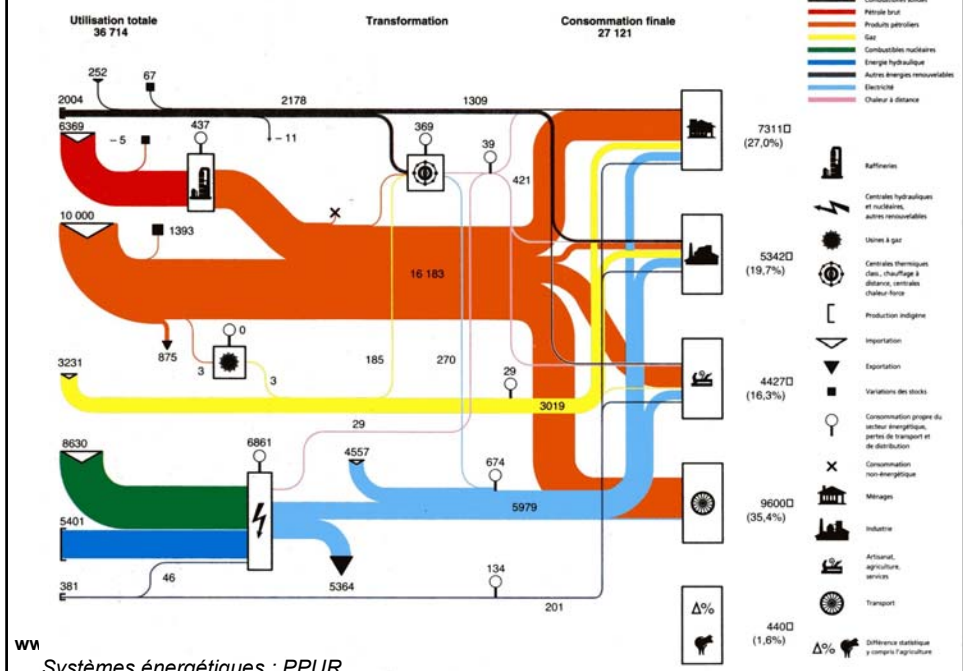 Utilisation totale
36 714
Transformation
Consommation finale
27 121
Combustibles solides
Pétrole brut
Produits pétroliers
Gaz
Combustibles nucléaires
Energie hydraulique
Autres énergies renouvelables
Electricité
Chaleur à distance
252
67
2004
2178
1309
6369
– 5
437
– 11
369
39
421
10 000
1393
16 183
875
3
0
3
185
270
3231
29
3019
29
8630
6861
4557
674
5979
5401
46
5364
381
134
201
7311
(27,0%)
5342
(19,7%)
4427
(16,3%)
9600
(35,4%)
Δ%
440
(1,6%)
Raffineries
Centrales hydrauliques
et nucléaires,
autres renouvelables
Usines à gaz
Centrales thermiques
class., chauffage à
distance, centrales
chaleur-force
Production indigène
Importation
Exportation
Variations des stocks
Consommation propre du
secteur énergétique,
pertes de transport et
de distribution
Consommation
non-énergétique
Ménages
Industrie
Artisanat,
agriculture,
services
Transport
Δ%
Différence statistique
y compris l'agriculture
Systèmes énergétiques ; PPUR